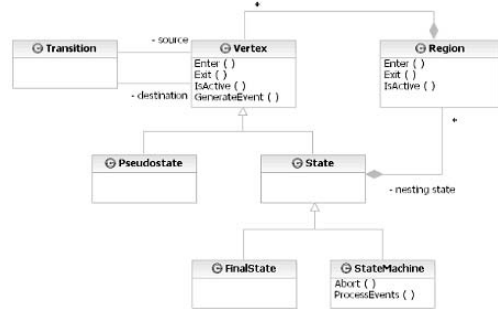 *
- source
Transition
Vertex
Region
Enter ( )
Exit ( )
IsActive ( )
GenerateEvent ( )
Enter ( )
Exit ( )
IsActive ( )
- destination
*
Pseudostate
State
- nesting state
FinalState
StateMachine
Abort ( )
ProcessEvents ( )